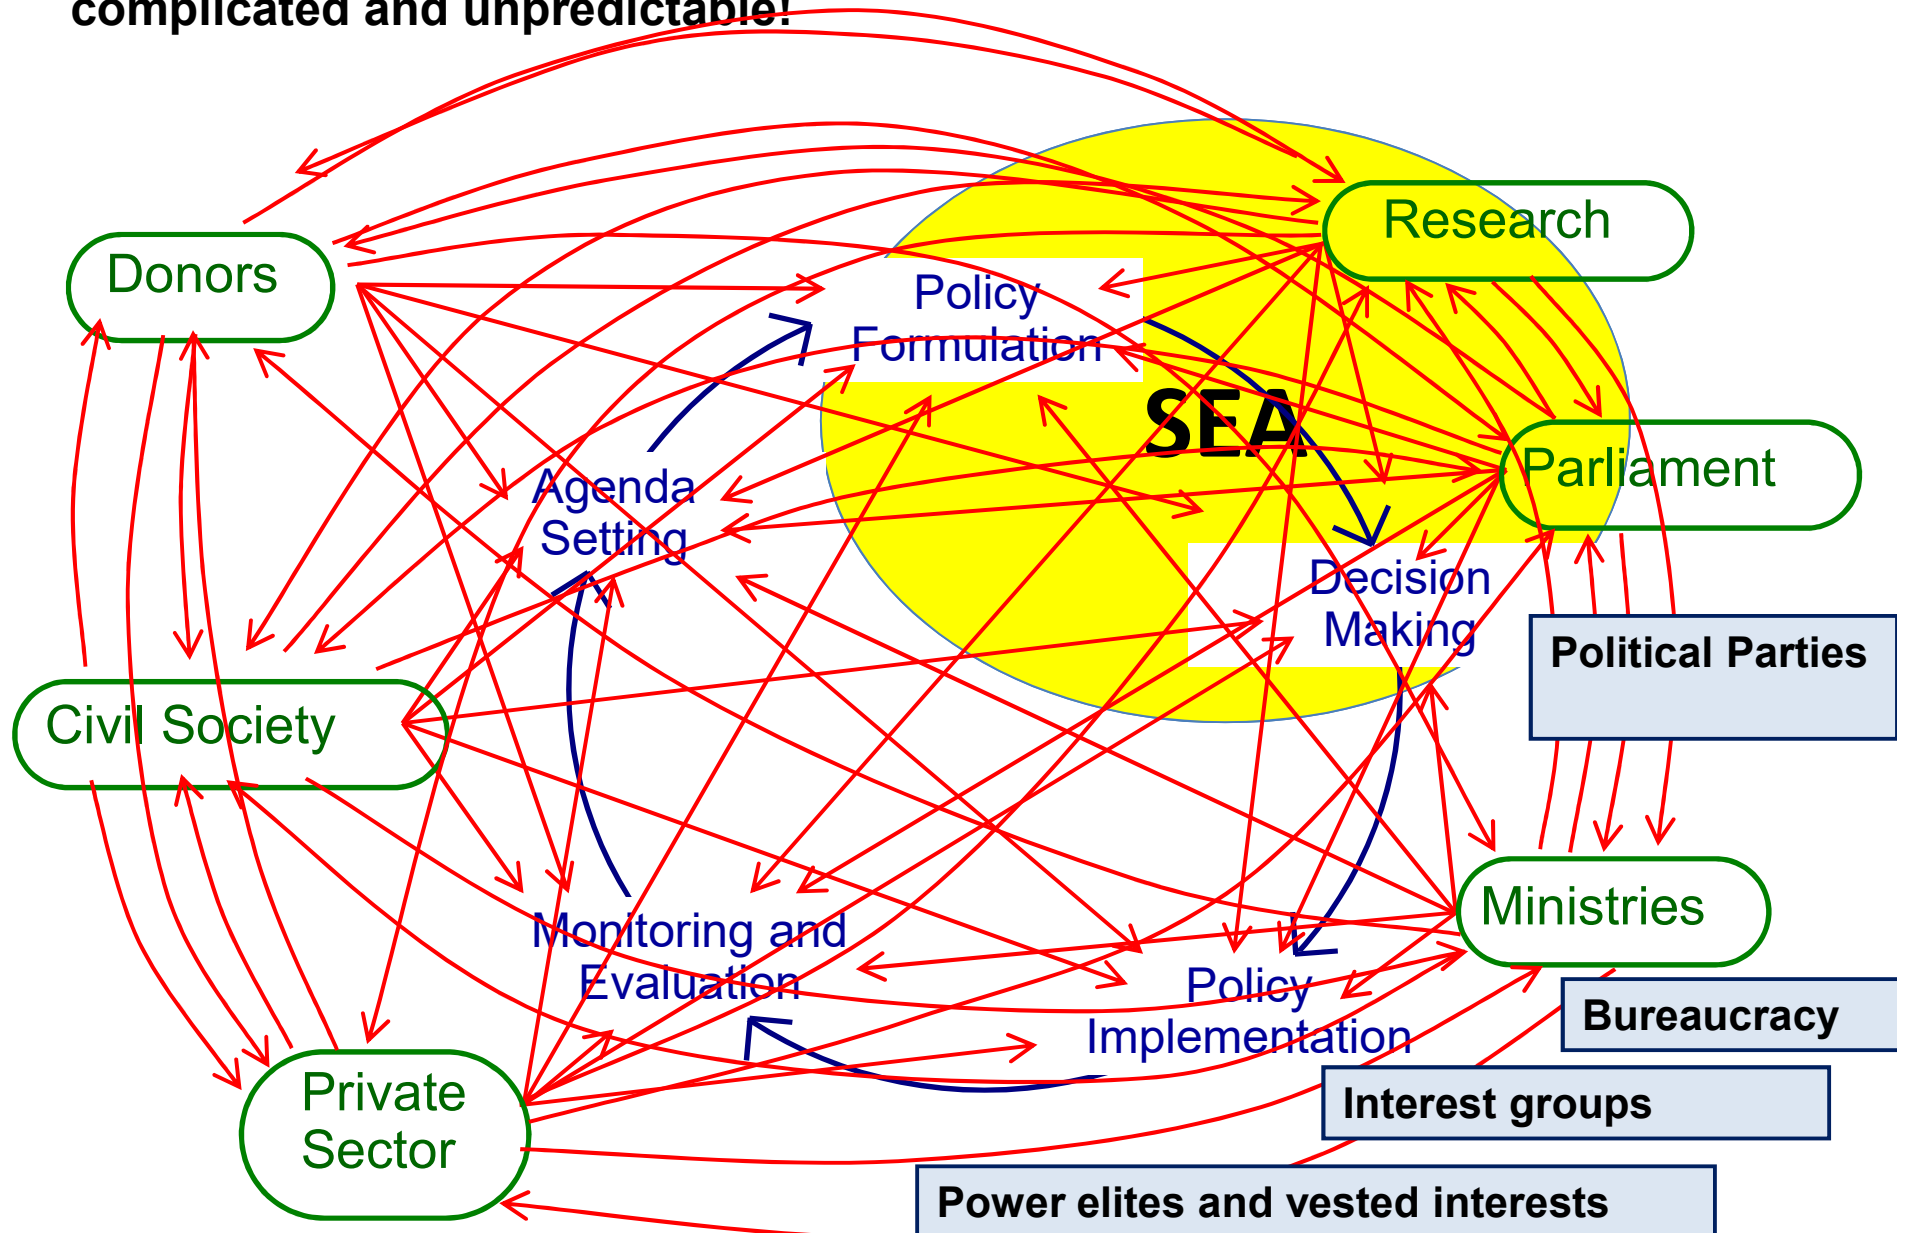 complicated and unpredictable!
Research
Donors
Policy
Formulation
SEA
Parliament
Agenda
Setting
Decision
Making
Political Parties
Civil Society
Ministries
Monitoring and
Evaluation
Policy
Implementation
Bureaucracy
Private
Sector
Interest groups
Power elites and vested interests